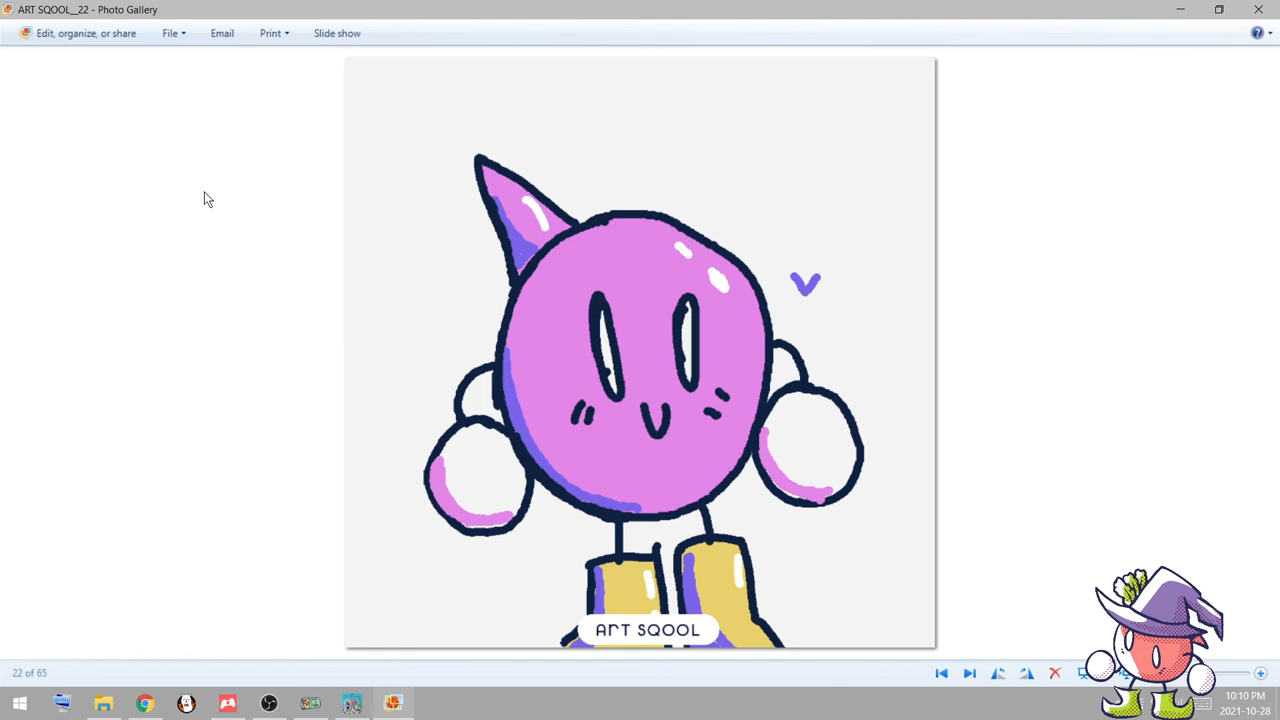 ART SQOOL__22 - Photo Gallery
Edit, organize, or share
File
Email
Print
Slide show
ART SQOOL
22 of 65
10:10 PM
2021-10-28